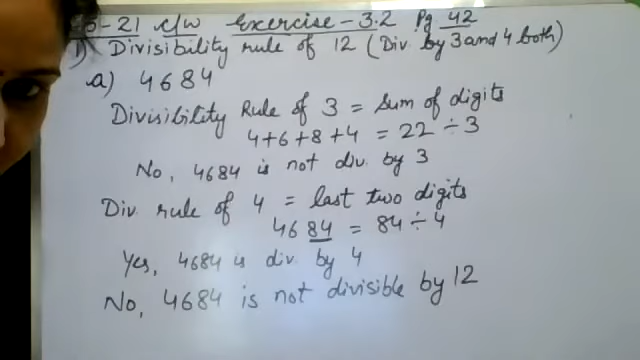 -21 c/w Exercise-3.2 Pg 42
1) Divisibility rule of 12 (Div by 3 and 4 both)
a) 4684
Divisibility Rule of 3 = Sum of digits
4+6+8+4 = 22 ÷ 3
No, 4684 is not div. by 3
Div. rule of 4 = last two digits
4684 = 84 ÷ 4
Yes, 4684 is div. by 4
No, 4684 is not divisible by 12